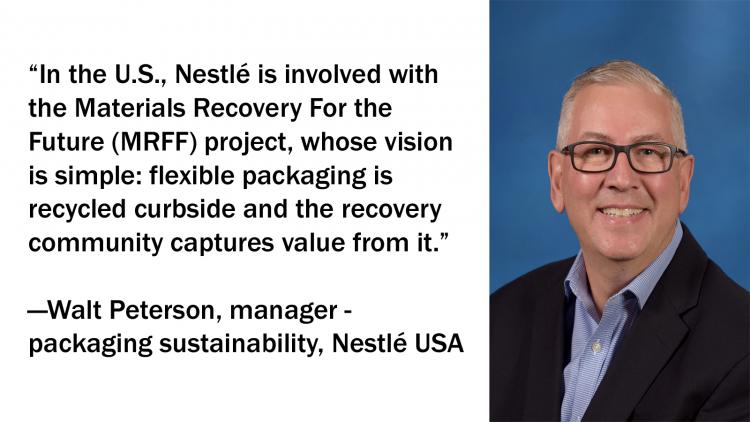 “In the U.S., Nestlé is involved with
the Materials Recovery For the
Future (MRFF) project, whose vision
is simple: flexible packaging is
recycled curbside and the recovery
community captures value from it.”
—Walt Peterson, manager -
packaging sustainability, Nestlé USA